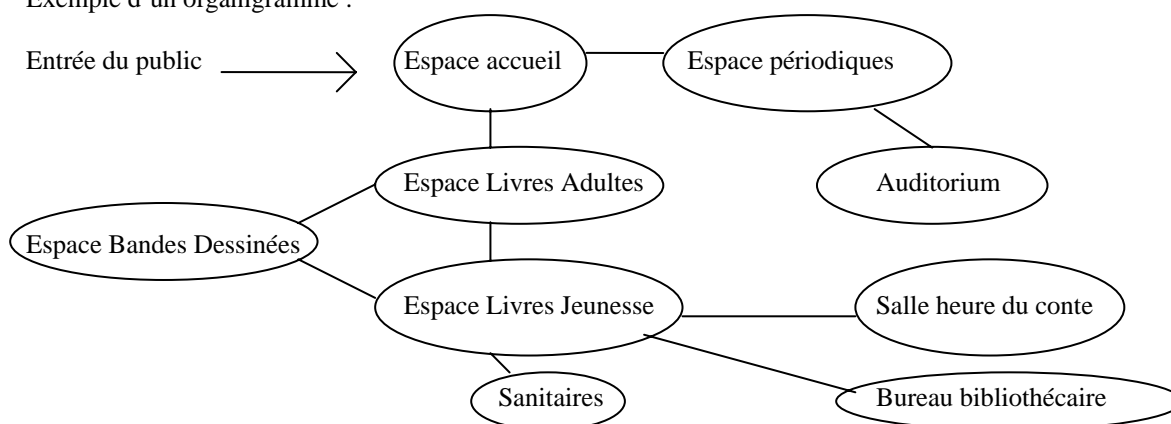 Exemple d'un organigramme :
Entrée du public
Espace accueil
Espace périodiques
Espace Livres Adultes
Auditorium
Espace Bandes Dessinées
Espace Livres Jeunesse
Salle heure du conte
Sanitaires
Bureau bibliothécaire